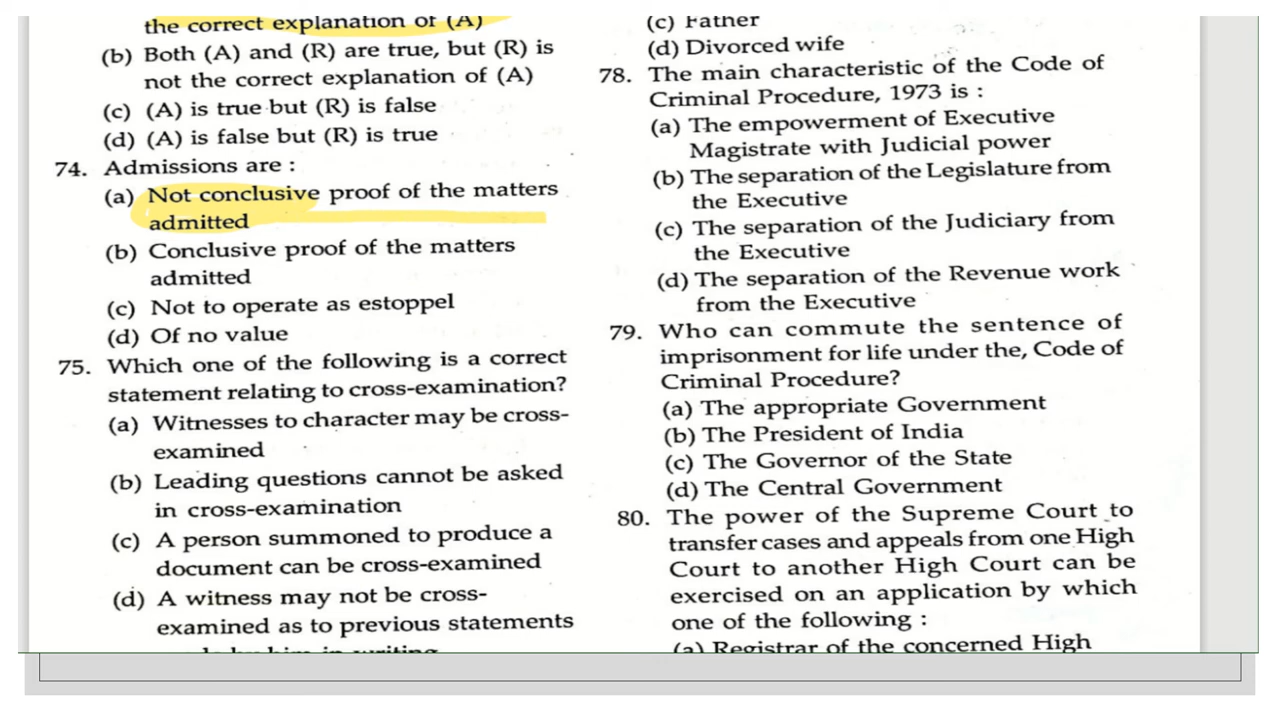 the correct explanation of (A)
(b) Both (A) and (R) are true, but (R) is
not the correct explanation of (A)
(c) (A) is true but (R) is false
(d) (A) is false but (R) is true
74. Admissions are :
(a) Not conclusive proof of the matters
admitted
(b) Conclusive proof of the matters
admitted
(c) Not to operate as estoppel
(d) Of no value
75. Which one of the following is a correct
statement relating to cross-examination?
(a) Witnesses to character may be cross-
examined
(b) Leading questions cannot be asked
in cross-examination
(c) A person summoned to produce a
document can be cross-examined
(d) A witness may not be cross-
examined as to previous statements
by him in writing
(c) Father
(d) Divorced wife
78. The main characteristic of the Code of
Criminal Procedure, 1973 is :
(a) The empowerment of Executive
Magistrate with Judicial power
(b) The separation of the Legislature from
the Executive
(c) The separation of the Judiciary from
the Executive
(d) The separation of the Revenue work
from the Executive
79. Who can commute the sentence of
imprisonment for life under the, Code of
Criminal Procedure?
(a) The appropriate Government
(b) The President of India
(c) The Governor of the State
(d) The Central Government
80. The power of the Supreme Court to
transfer cases and appeals from one High
Court to another High Court can be
exercised on an application by which
one of the following :
(a) Registrar of the concerned High